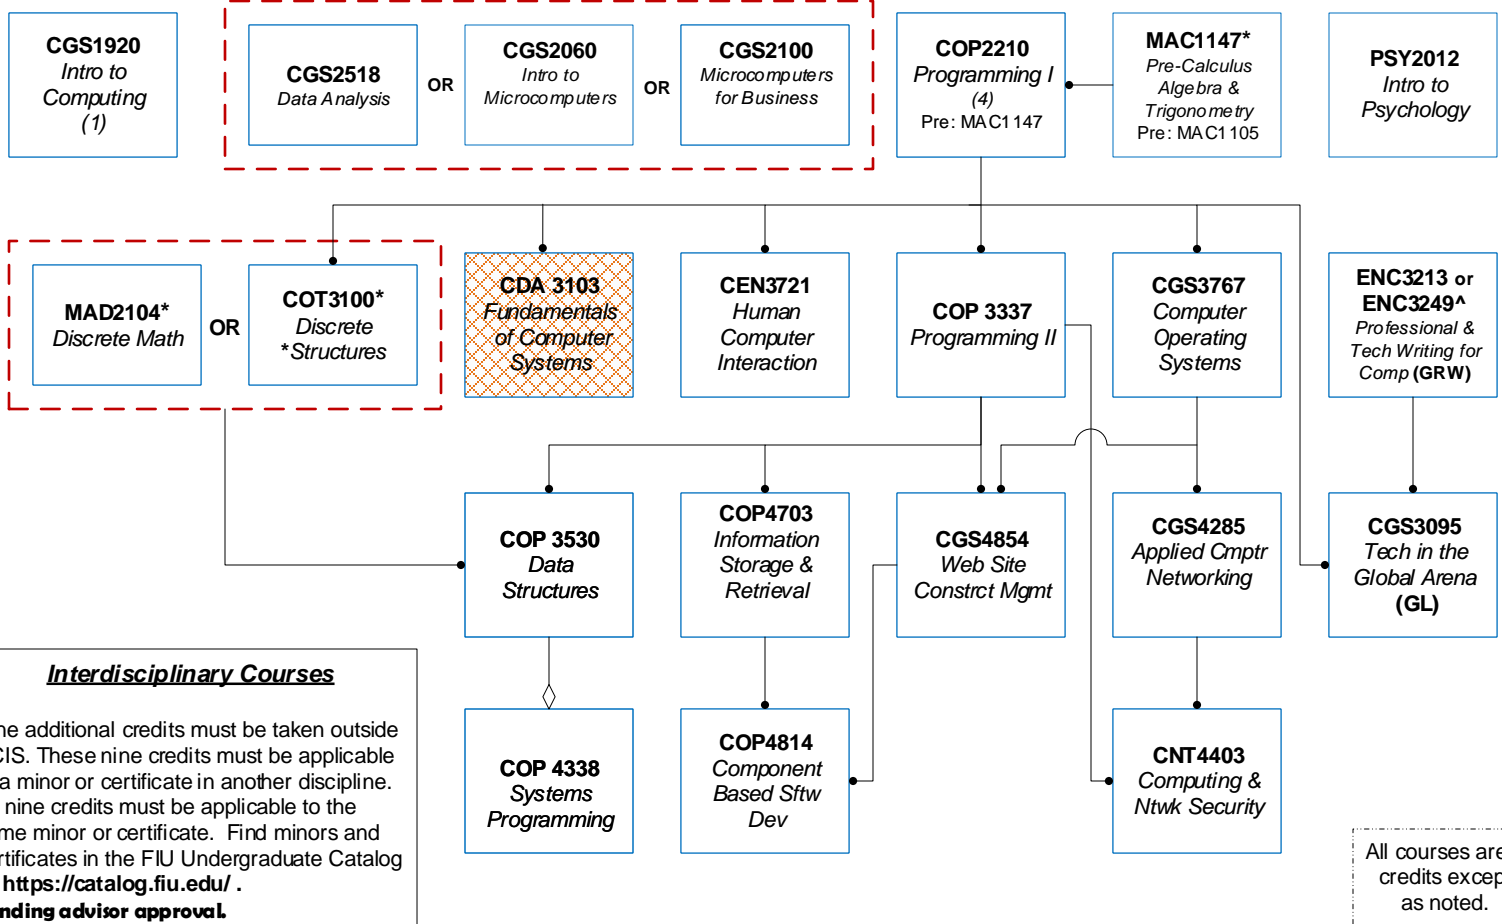 CGS1920
Intro to
Computing
(1)
CGS2518
Data Analysis
OR
CGS2060
Intro to
Microcomputers
OR
CGS2100
Microcomputers
for Business
COP2210
Programming I
(4)
Pre: MAC1147
MAC1147*
Pre-Calculus
Algebra &
Trigonometry
Pre: MAC1105
PSY2012
Intro to
Psychology
MAD2104*
Discrete Math
OR
COT3100*
Discrete
*Structures
CDA 3103
Fundamentals
of Computer
Systems
CEN3721
Human
Computer
Interaction
COP 3337
Programming II
CGS3767
Computer
Operating
Systems
ENC3213 or
ENC3249^
Professional &
Tech Writing for
Comp (GRW)
COP 3530
Data
Structures
COP4703
Information
Storage &
Retrieval
CGS4854
Web Site
Constrct Mgmt
CGS4285
Applied Cmptr
Networking
CGS3095
Tech in the
Global Arena
(GL)
COP 4338
Systems
Programming
COP4814
Component
Based Sftw
Dev
CNT4403
Computing &
Ntwk Security
Interdisciplinary Courses
additional credits must be taken outside
These nine credits must be applicable
a minor or certificate in another discipline.
nine credits must be applicable to the
minor or certificate. Find minors and
in the FIU Undergraduate Catalog
https://catalog.fiu.edu/ .
advisor approval.
All courses are
credits
as noted.